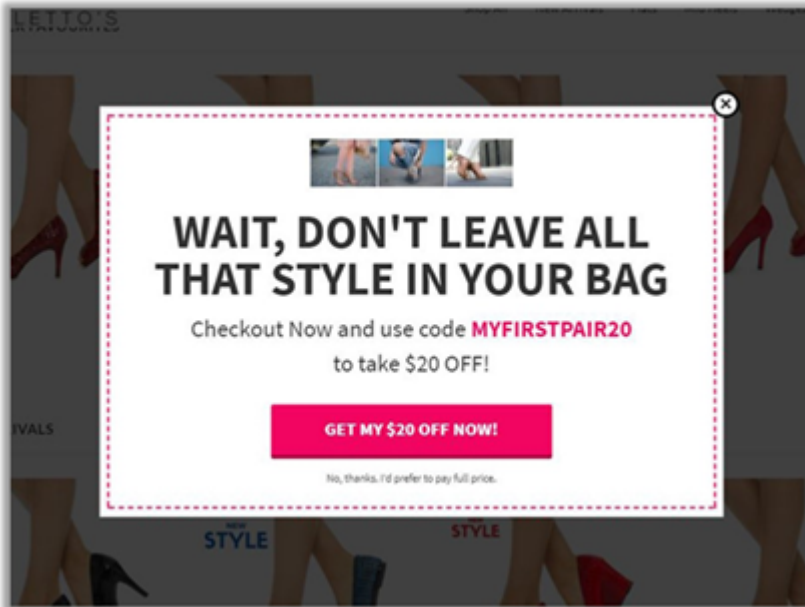 LETTO'S
WAIT, DON'T LEAVE ALL
THAT STYLE IN YOUR BAG
Checkout Now and use code MYFIRSTPAIR20
to take $20 OFF!
GET MY $20 OFF NOW!
No, thanks. I'd prefer to pay full price.
IVALS
NEW
STYLE
STYLE